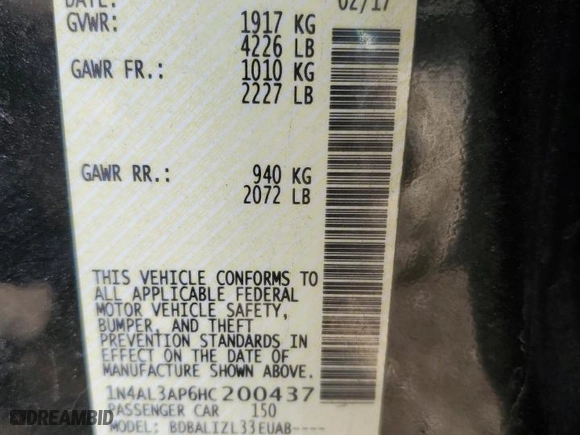 DATE: 02/17
GVWR: 1917 KG
4226 LB
GAWR FR.: 1010 KG
2227 LB
GAWR RR.: 940 KG
2072 LB
THIS VEHICLE CONFORMS TO
ALL APPLICABLE FEDERAL
MOTOR VEHICLE SAFETY,
BUMPER, AND THEFT
PREVENTION STANDARDS IN
EFFECT ON THE DATE OF
MANUFACTURE SHOWN ABOVE.
1N4AL3AP6HC200437
PASSENGER CAR 150
MODEL: BDBALIZL33EUAB----
DREAMBID